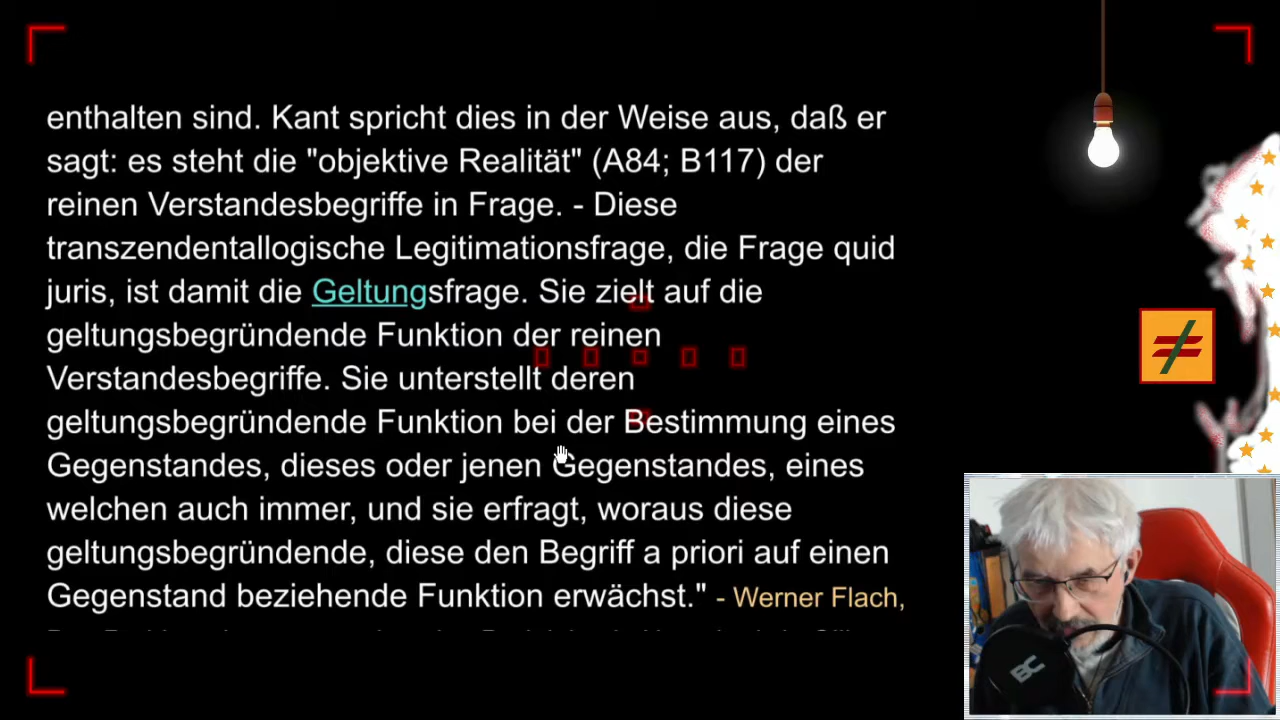 enthalten sind. Kant spricht dies in der Weise aus, daß er
sagt: es steht die "objektive Realität" (A84; B117) der
reinen Verstandesbegriffe in Frage. - Diese
transzendentallogische Legitimationsfrage, die Frage quid
juris, ist damit die Geltungsfrage. Sie zielt auf die
geltungsbegründende Funktion der reinen
Verstandesbegriffe. Sie unterstellt deren
geltungsbegründende Funktion bei der Bestimmung eines
Gegenstandes, dieses oder jenen Gegenstandes, eines
welchen auch immer, und sie erfragt, woraus diese
geltungsbegründende, diese den Begriff a priori auf einen
Gegenstand beziehende Funktion erwächst." - Werner Flach,
≠
BC